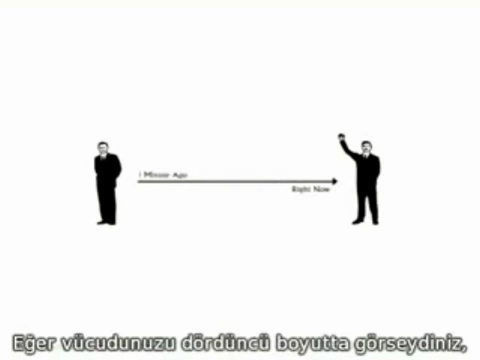 1 Minute Ago
Right Now
Eğer vücudunuzu dördüncü boyutta görseydiniz,